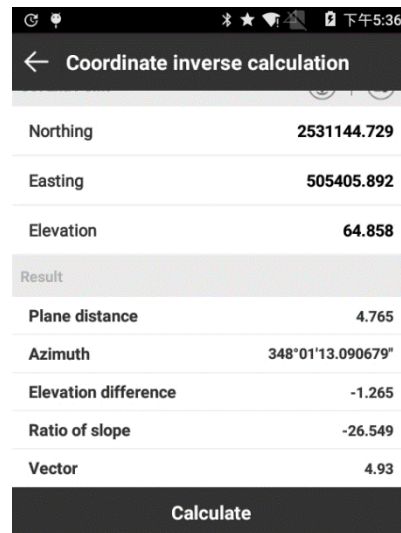 下午5:36
Coordinate inverse calculation
Northing 2531144.729
Easting 505405.892
Elevation 64.858
Result
Plane distance 4.765
Azimuth 348°01'13.090679"
Elevation difference -1.265
Ratio of slope -26.549
Vector 4.93
Calculate